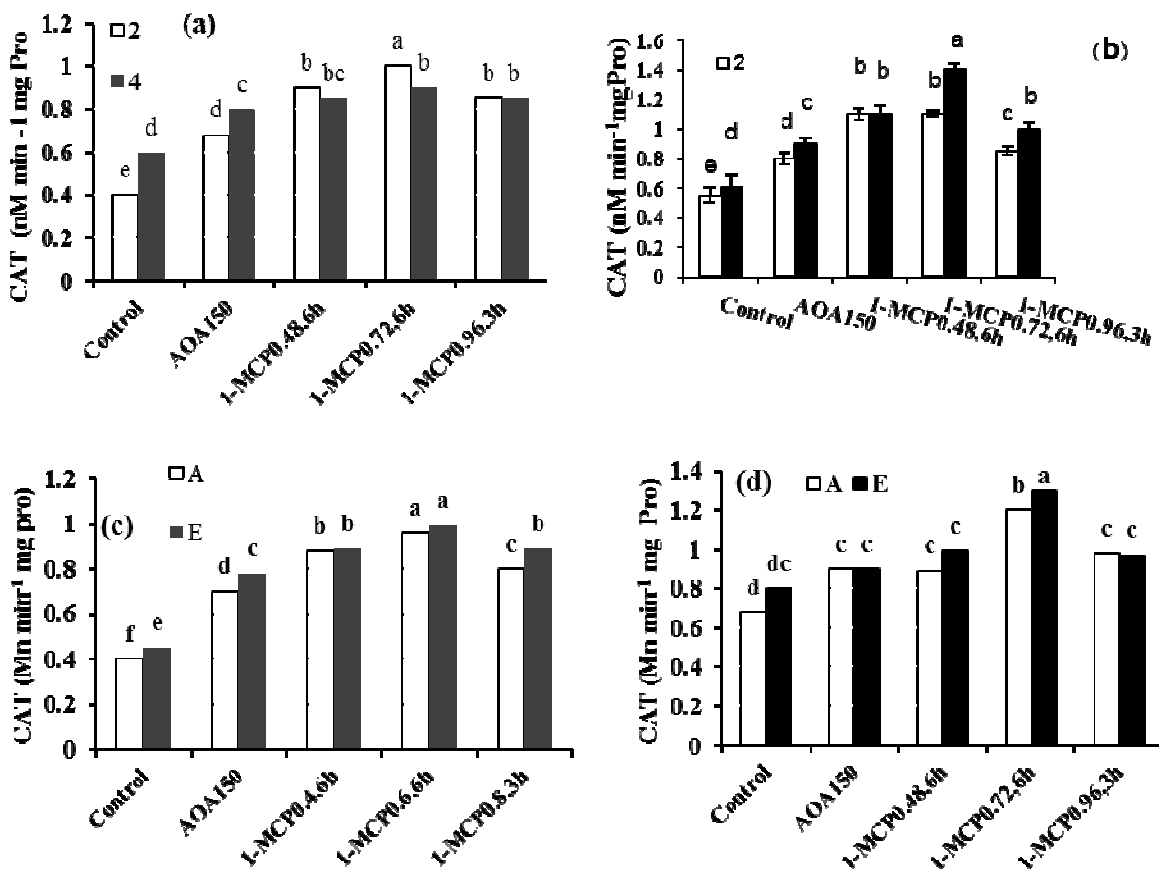 (a)
2
4
CAT (nM min -1 mg Pro
1.2
1
0.8
0.6
0.4
0.2
0
e
d
d
c
b
bc
a
b
b
b
Control
AOA150
1-MCP0.48,6h
1-MCP0.72,6h
1-MCP0.96,3h
(b)
2
CAT (nM min-1mgPro)
1.6
1.4
1.2
1
0.8
0.6
0.4
0.2
0
e
d
d
c
b
b
b
a
c
b
Control
AOA150
1-MCP0.48,6h
1-MCP0.72,6h
1-MCP0.96,3h
(c)
A
E
CAT (Mn min-1 mg pro)
1.2
1
0.8
0.6
0.4
0.2
0
f
e
d
c
b
b
a
a
c
b
Control
AOA150
1-MCP0.4,6h
1-MCP0.6,6h
1-MCP0.8,3h
(d)
A
E
CAT (Mn min-1 mg Pro)
1.4
1.2
1
0.8
0.6
0.4
0.2
0
d
dc
c
c
c
c
b
a
c
c
Control
AOA150
1-MCP0.48,6h
1-MCP0.72,6h
1-MCP0.96,3h